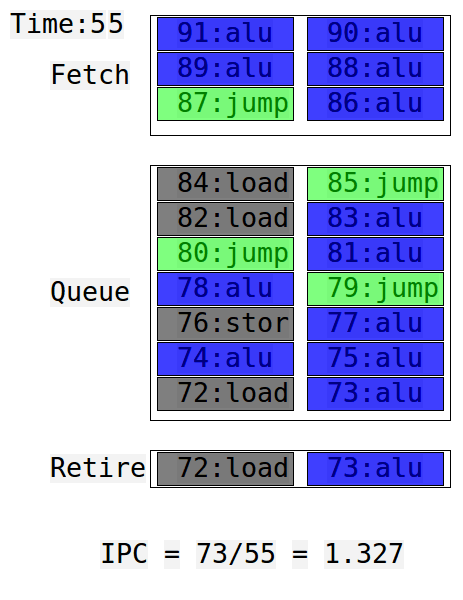 Time:55
91:alu 90:alu
Fetch 89:alu 88:alu
87:jump 86:alu
84:load 85:jump
82:load 83:alu
80:jump 81:alu
Queue 78:alu 79:jump
76:stor 77:alu
74:alu 75:alu
72:load 73:alu
Retire 72:load 73:alu
IPC = 73/55 = 1.327